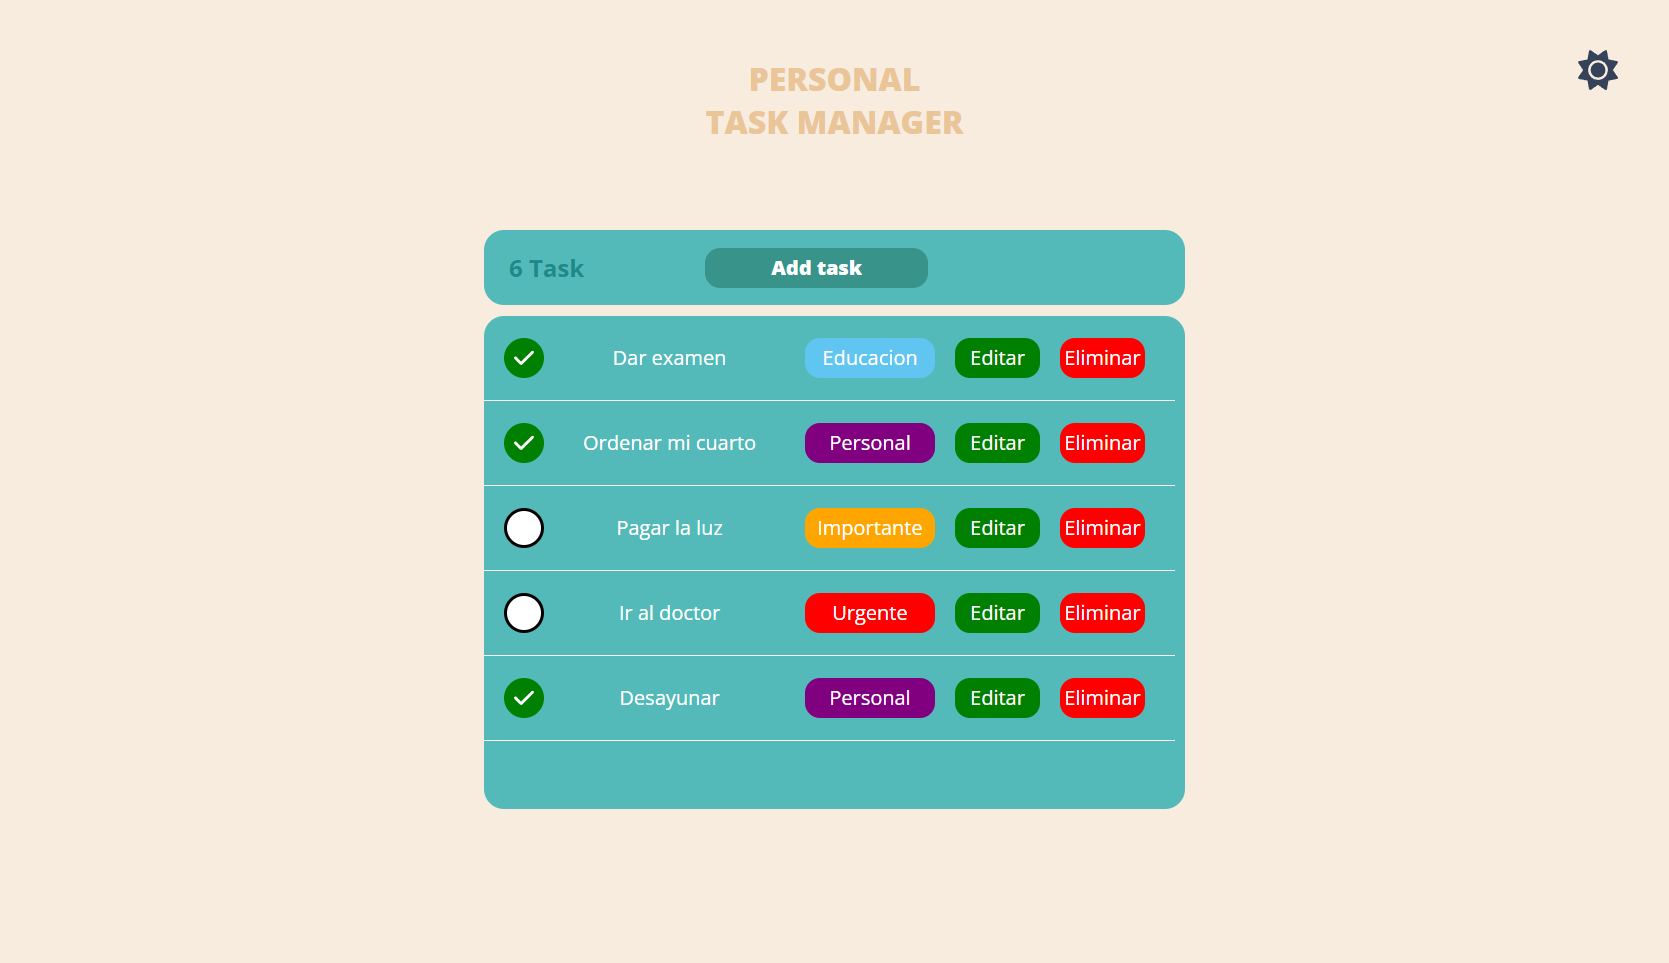 PERSONAL
TASK MANAGER
6 Task Add task
Dar examen Educacion Editar Eliminar
Ordenar mi cuarto Personal Editar Eliminar
Pagar la luz Importante Editar Eliminar
Ir al doctor Urgente Editar Eliminar
Desayunar Personal Editar Eliminar